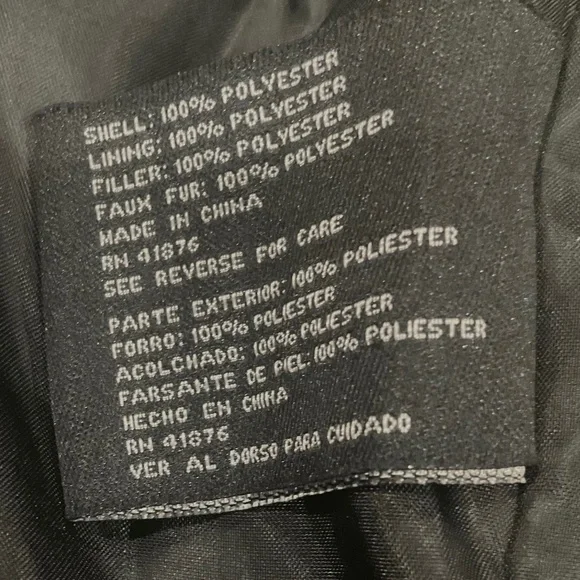 SHELL: 100% POLYESTER
LINING: 100% POLYESTER
FILLER: 100% POLYESTER
FAUX FUR: 100% POLYESTER
MADE IN CHINA
RN 41876
SEE REVERSE FOR CARE
PARTE EXTERIOR: 100% POLIESTER
FORRO: 100% POLIESTER
ACOLCHADO: 100% POLIESTER
FARSANTE DE PIEL: 100% POLIESTER
HECHO EN CHINA
RN 41876
VER AL DORSO PARA CUIDADO